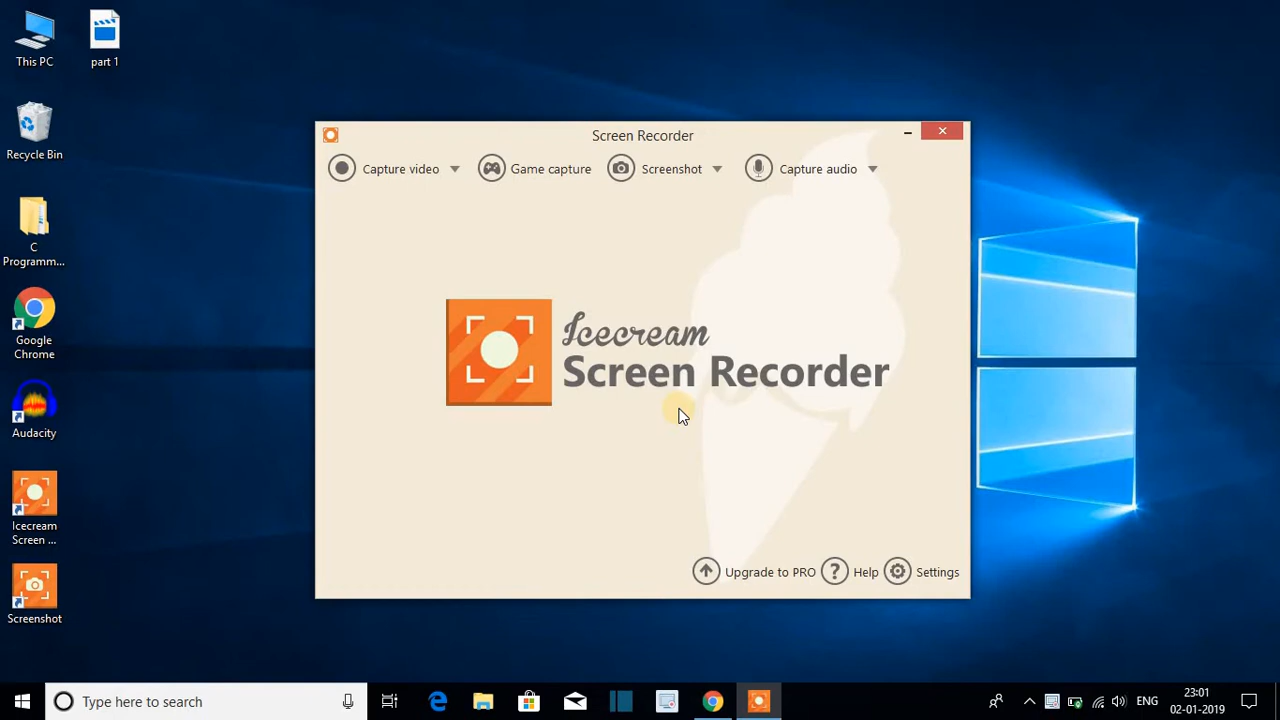 This PC
part 1
Recycle Bin
C
Programm...
Google
Chrome
Audacity
Icecream
Screen ...
Screenshot
Screen Recorder
Capture video
Game capture
Screenshot
Capture audio
Icecream
Screen Recorder
Upgrade to PRO
Help
Settings
Type here to search
ENG
23:01
02-01-2019